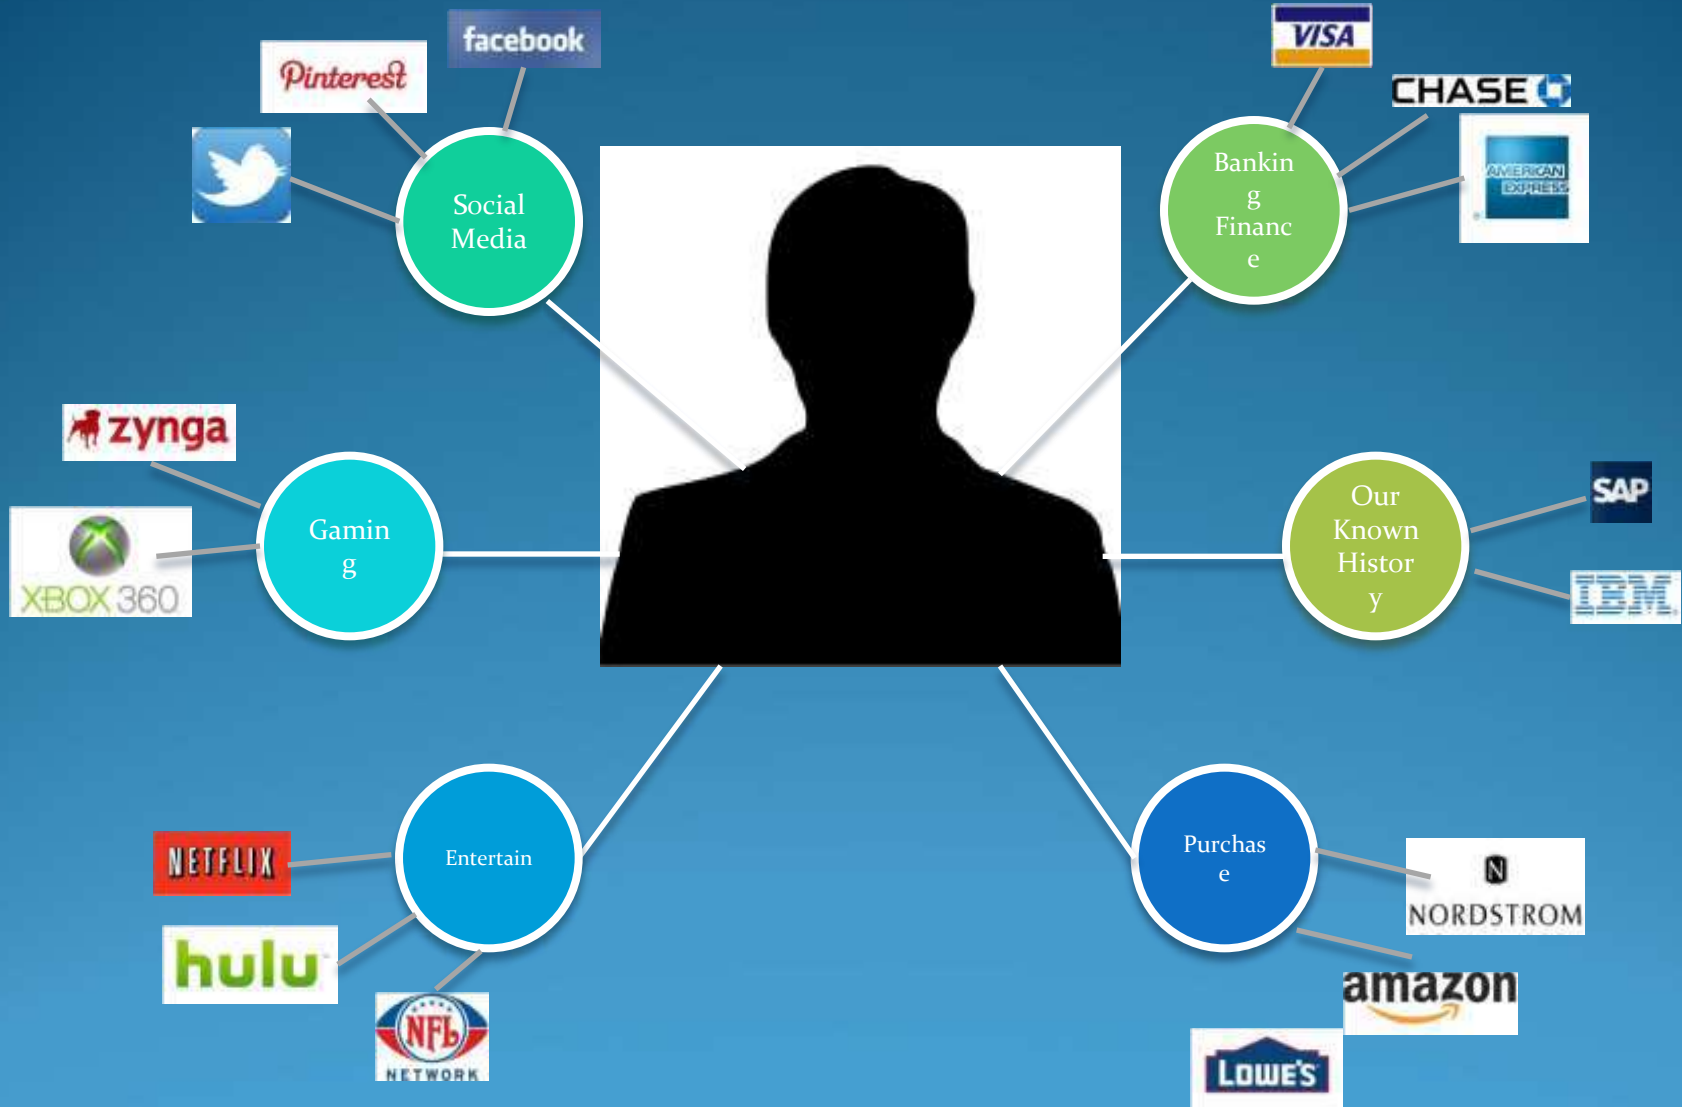 facebook
Pinterest
Social
Media
VISA
CHASE
AMERICAN
EXPRESS
Bankin
g
Financ
e
zynga
XBOX 360
Gamin
g
Our
Known
Histor
y
SAP
IBM
NETFLIX
hulu
NFL
NETWORK
Entertain
Purchas
e
N
NORDSTROM
amazon
LOWE'S